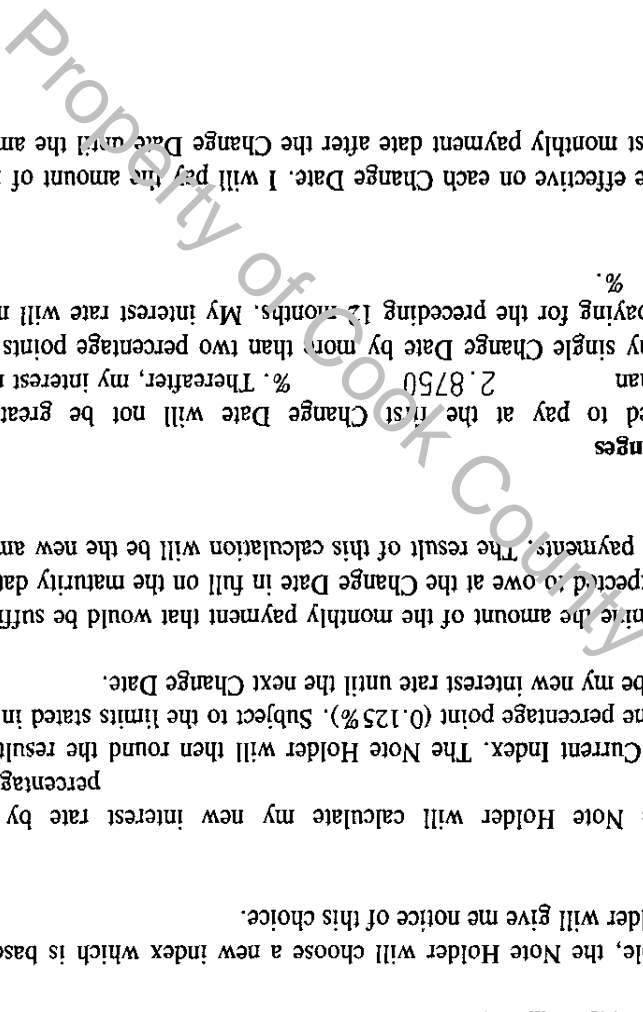 le, the Note Holder will choose a new index which is base
lder will give me notice of this choice.
Note Holder will calculate my new interest rate by
percentag
Current Index. The Note Holder will then round the result
ne percentage point (0.125%). Subject to the limits stated in
be my new interest rate until the next Change Date.
mine the amount of the monthly payment that would be suffi
pected to owe at the Change Date in full on the maturity dat
payments. The result of this calculation will be the new am
nges
ed to pay at the first Change Date will not be great
han 2.8750 %. Thereafter, my interest r
ny single Change Date by more than two percentage points
paying for the preceding 12 months. My interest rate will n
%.
e effective on each Change Date. I will pay the amount of
st monthly payment date after the Change Date until the am
Property of Cook County